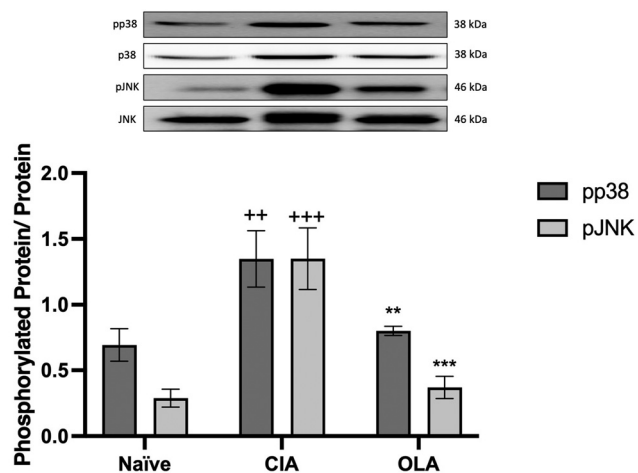 pp38 38 kDa
p38 38 kDa
pJNK 46 kDa
JNK 46 kDa
Phosphorylated Protein/ Protein
2.0
1.5
1.0
0.5
0.0
++ +++
**
***
Naïve CIA OLA
pp38
pJNK